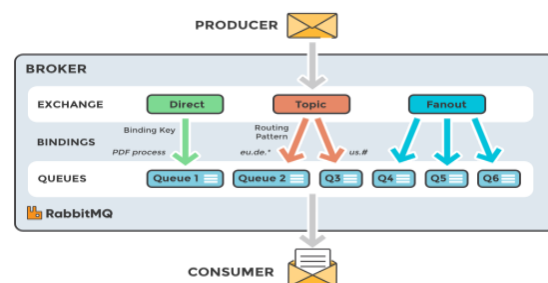 PRODUCER
BROKER
EXCHANGE
Direct
Topic
Fanout
BINDINGS
Binding Key
PDF process
Routing
Pattern
eu.de.*
us.#
QUEUES
Queue 1
Queue 2
Q3
Q4
Q5
Q6
RabbitMQ
CONSUMER